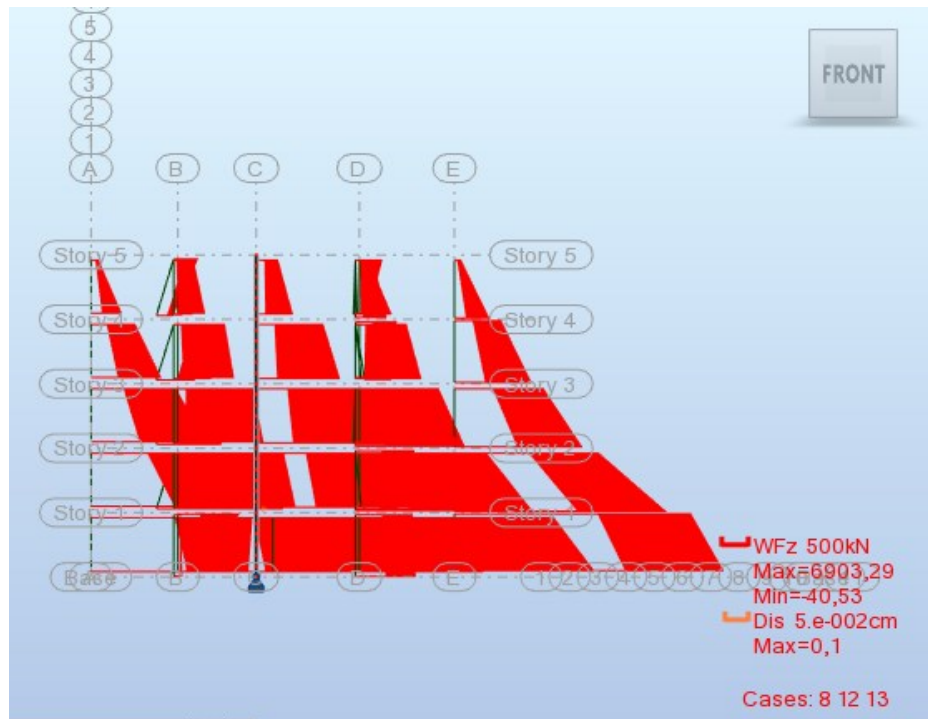 5
4
3
2
1
A B C D E
FRONT
Story 5 Story 5
Story 4 Story 4
Story 3 Story 3
Story 2 Story 2
Story 1 Story 1
Base B D E 1 2 3 4 5 6 7 8
WFz 500kN
Max=6903,29
Min=-40,53
Dis 5.e-002cm
Max=0,1
Cases: 8 12 13